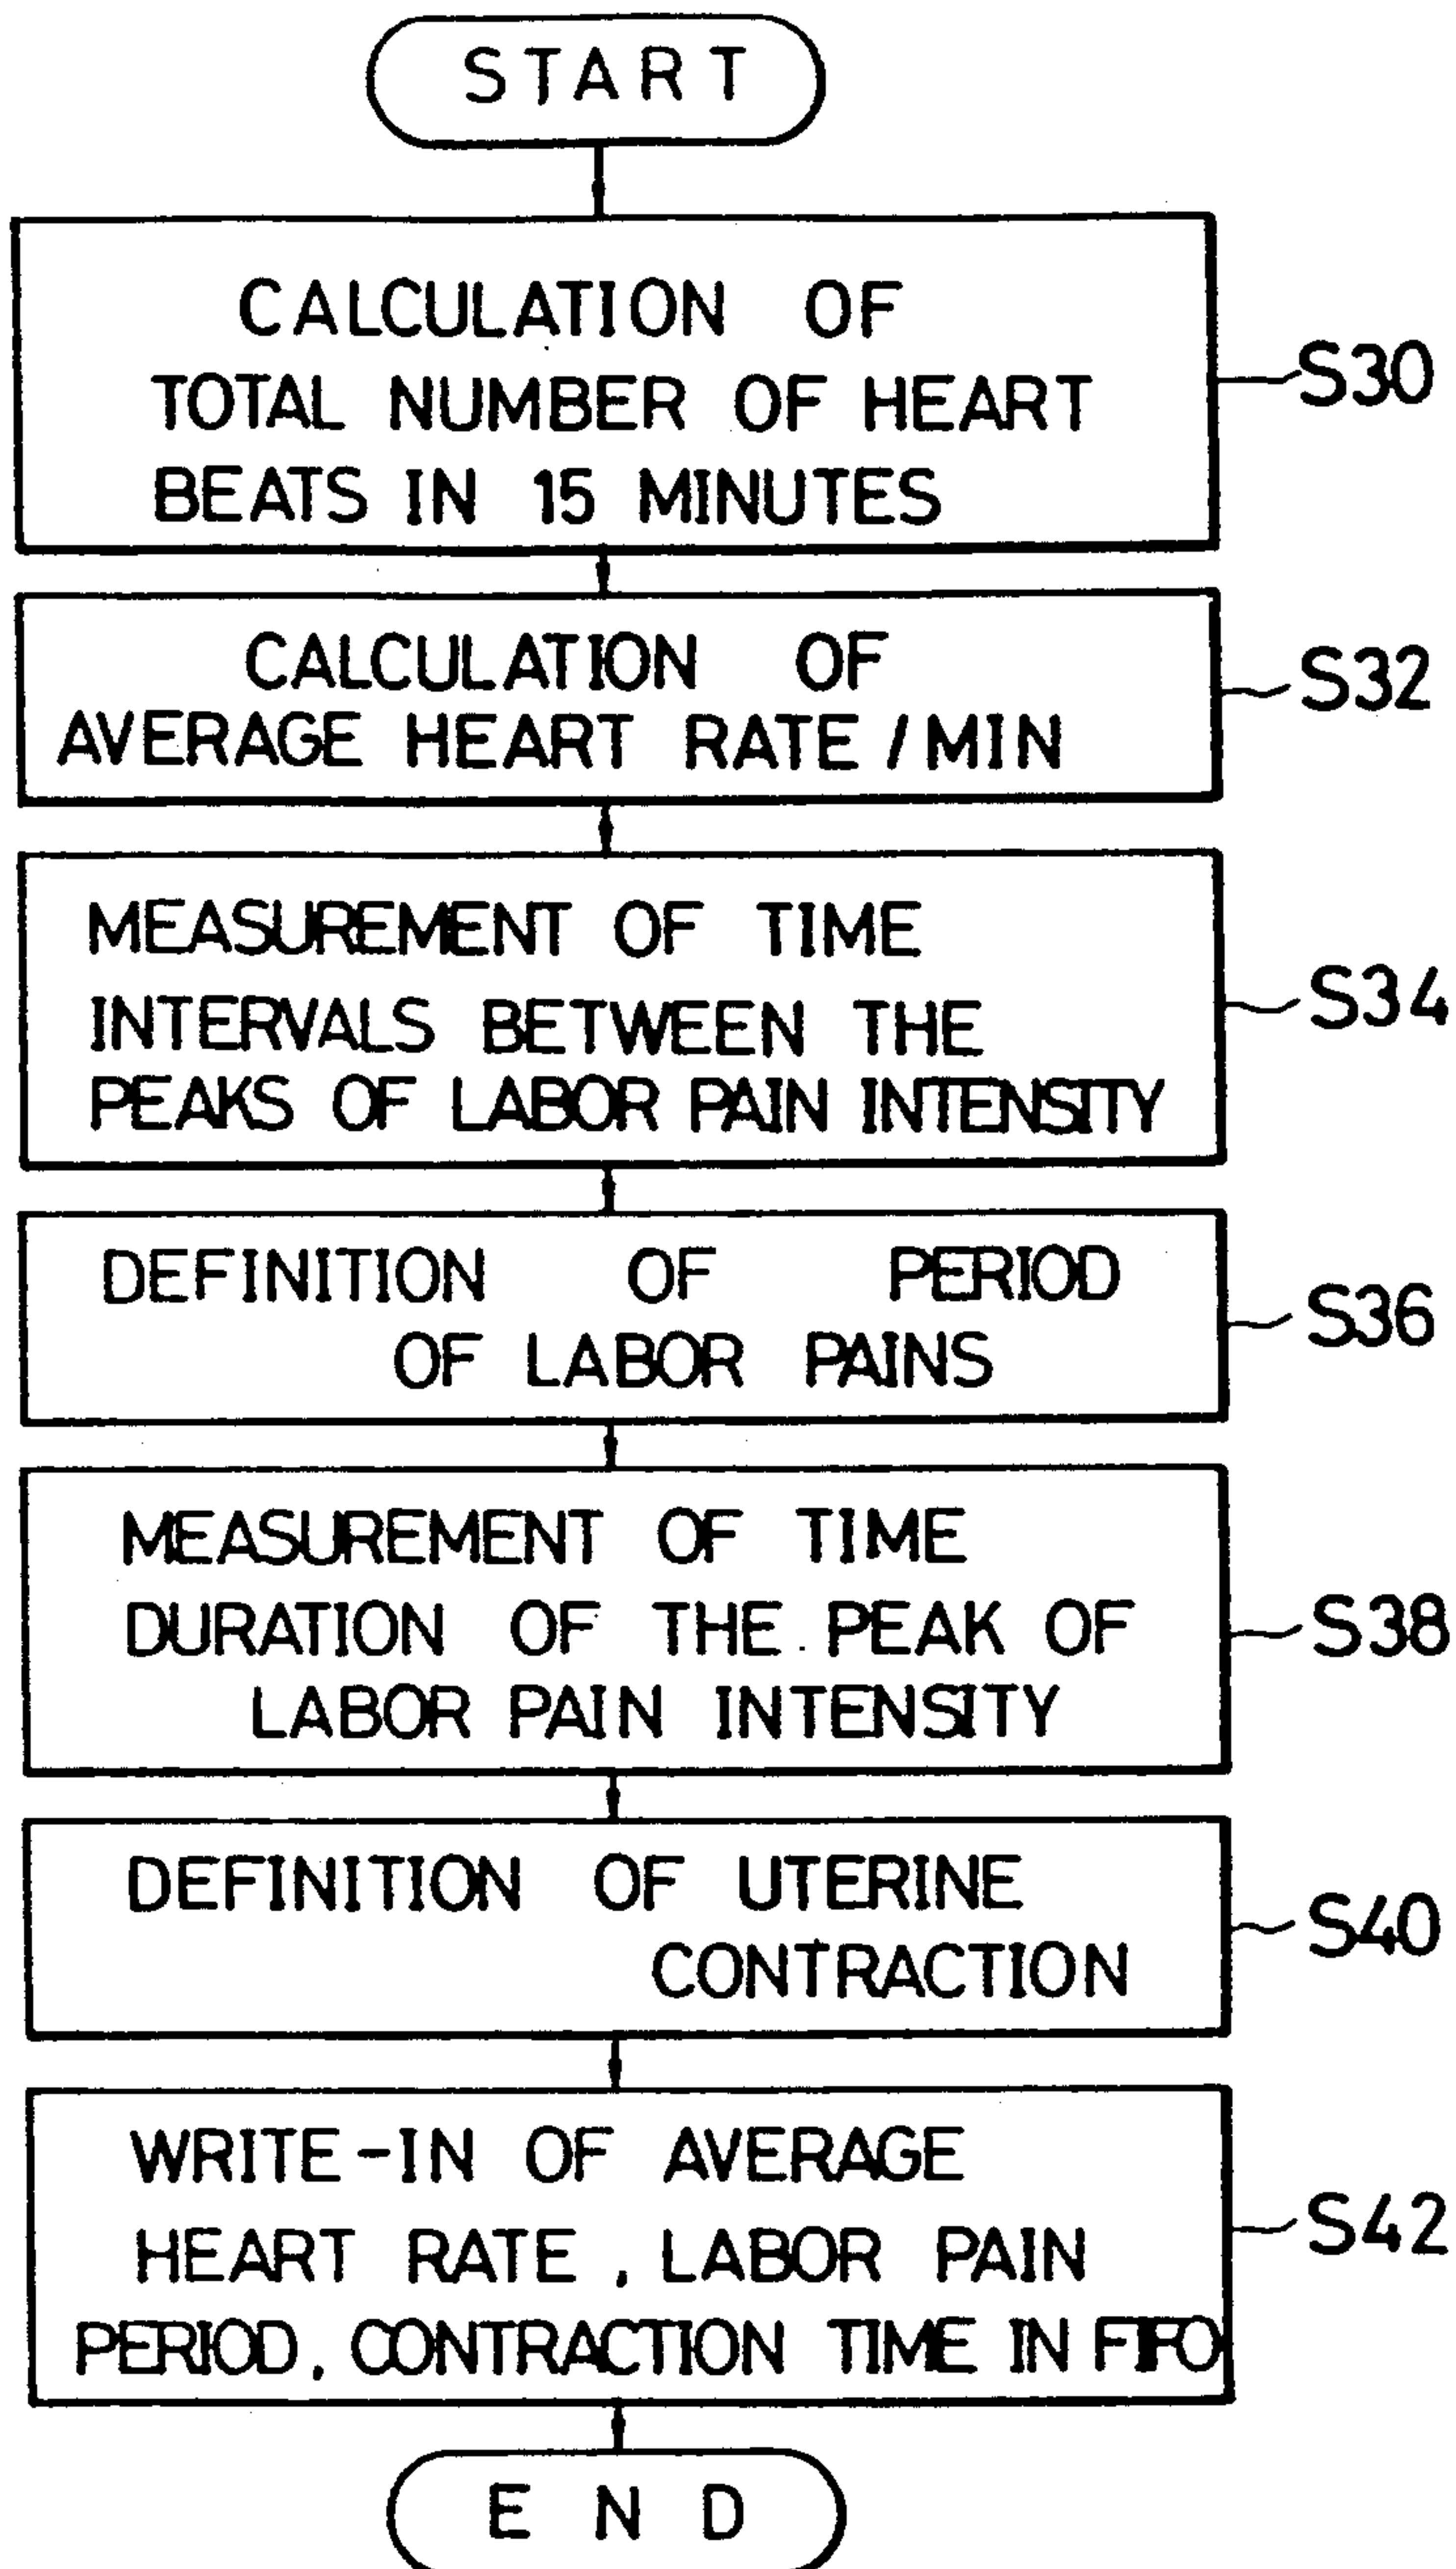 START
CALCULATION OF
TOTAL NUMBER OF HEART
BEATS IN 15 MINUTES
S30
CALCULATION OF
AVERAGE HEART RATE / MIN
S32
MEASUREMENT OF TIME
INTERVALS BETWEEN THE
PEAKS OF LABOR PAIN INTENSITY
S34
DEFINITION OF PERIOD
OF LABOR PAINS
S36
MEASUREMENT OF TIME
DURATION OF THE PEAK OF
LABOR PAIN INTENSITY
S38
DEFINITION OF UTERINE
CONTRACTION
S40
WRITE-IN OF AVERAGE
HEART RATE, LABOR PAIN
PERIOD, CONTRACTION TIME IN FIFO
S42
END